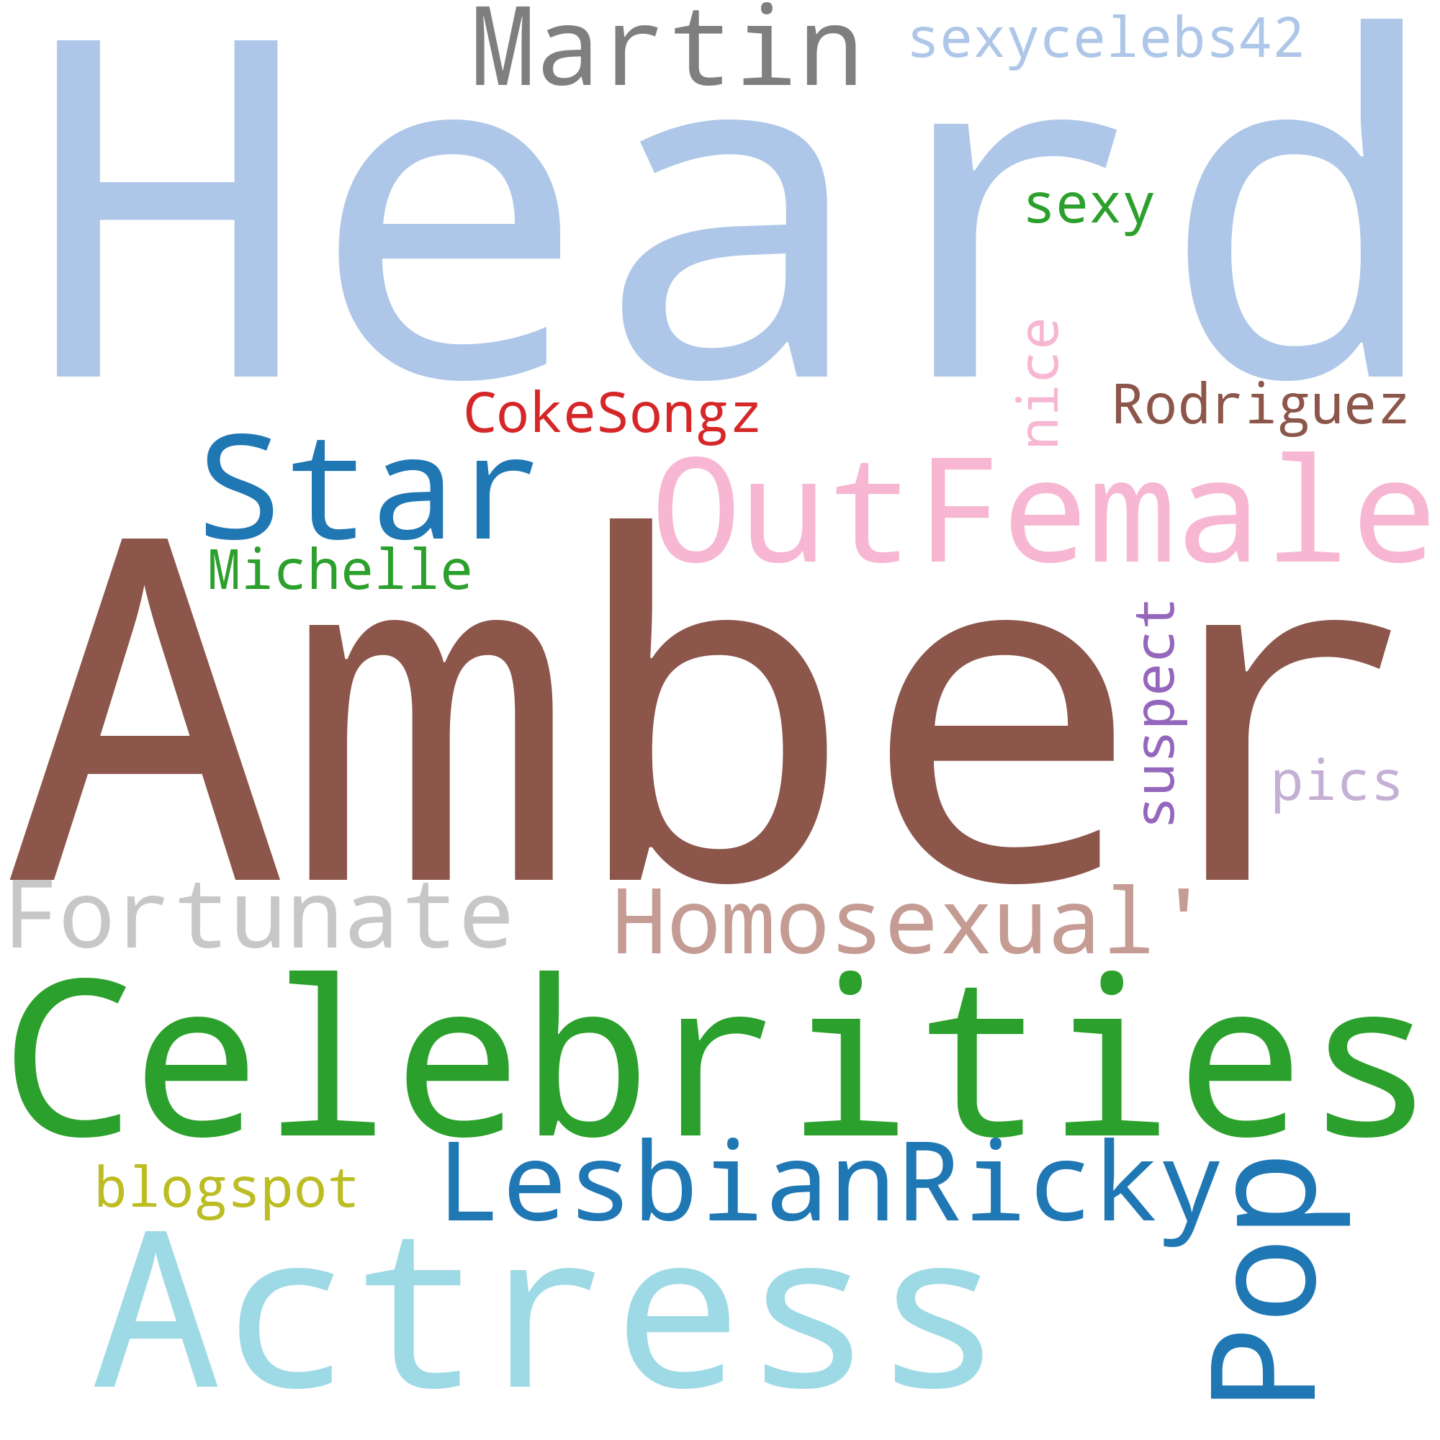 Martin
sexycelebs42
Heard
sexy
nice
CokeSongz
Rodriguez
Star
OutFemale
Michelle
Amber
suspect
pics
Fortunate
Homosexual'
Celebrities
blogspot
LesbianRicky
Pop
Actress